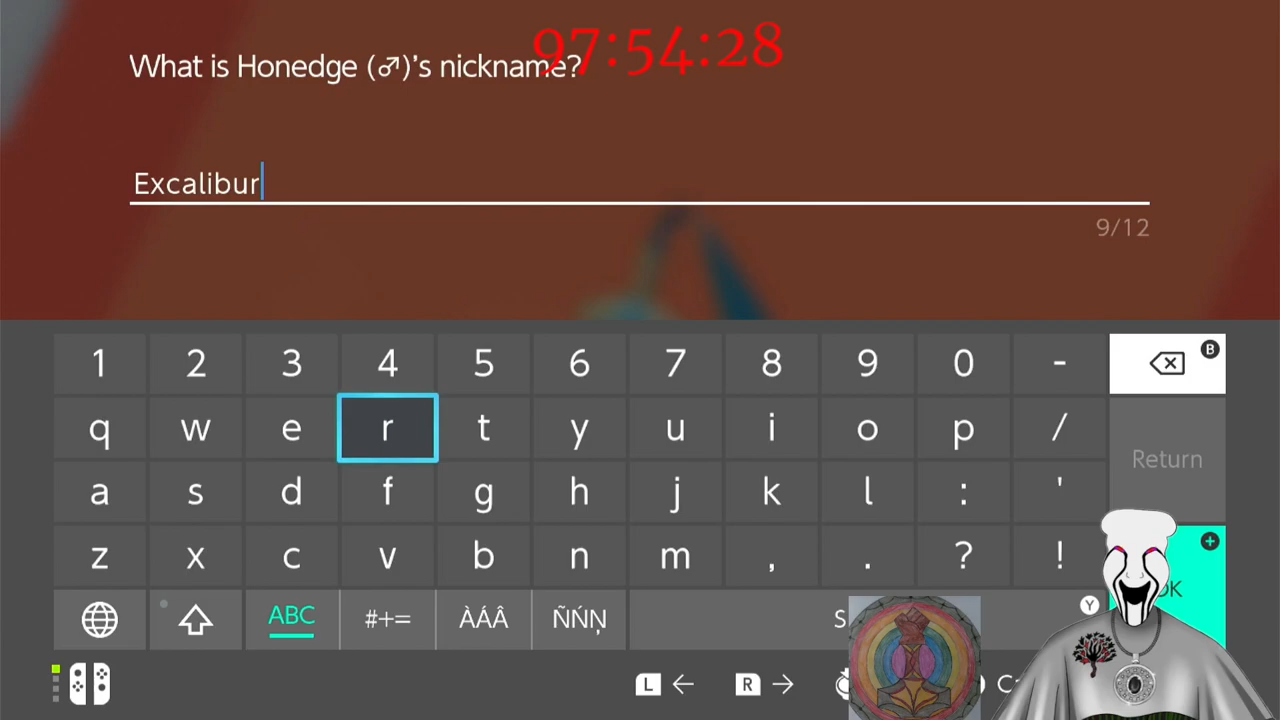 97:54:28
What is Honedge (♂)'s nickname?
Excalibur
9/12
1 2 3 4 5 6 7 8 9 0 - B
q w e r t y u i o p /
Return
a s d f g h j k l : '
z x c v b n m , . ? ! +
OK
ABC #+= ÀÁÂ ÑŃŅ Y
L ← R →